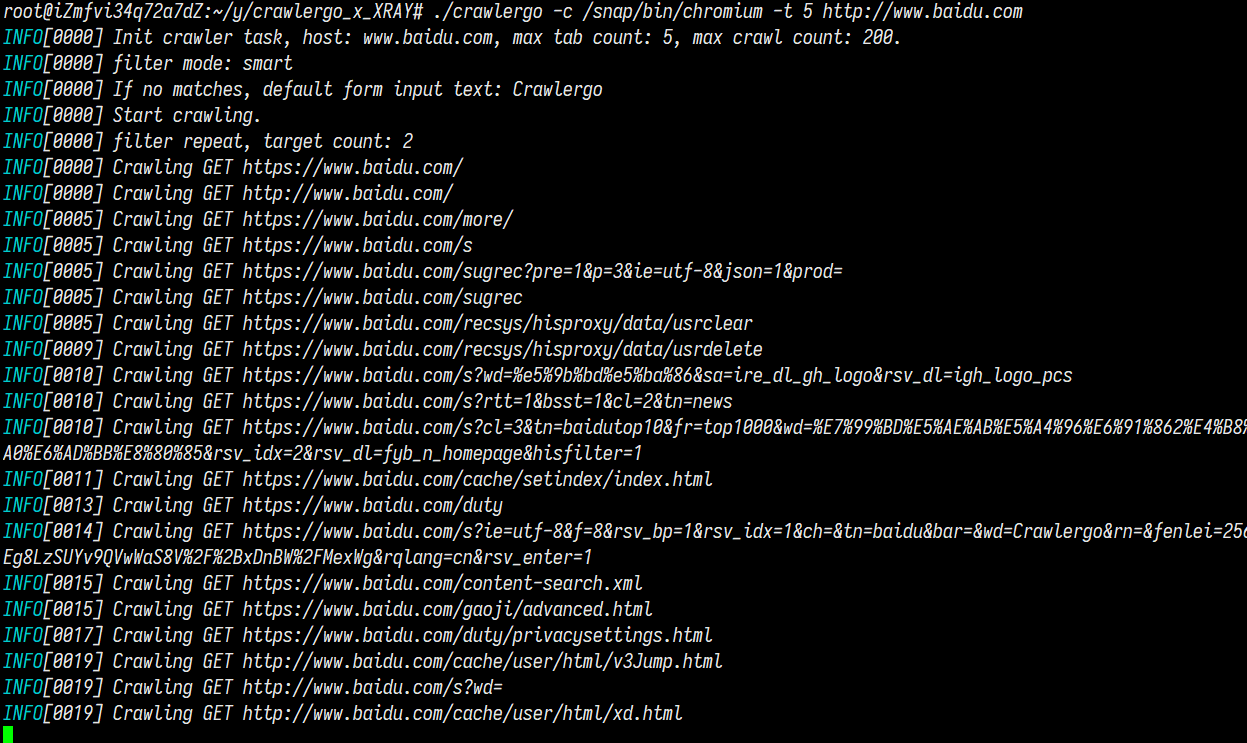 root@iZmfvi34q72a7dZ:~/y/crawlergo_x_XRAY# ./crawlergo -c /snap/bin/chromium -t 5 http://www.baidu.com
INFO[0000] Init crawler task, host: www.baidu.com, max tab count: 5, max crawl count: 200.
INFO[0000] filter mode: smart
INFO[0000] If no matches, default form input text: Crawlergo
INFO[0000] Start crawling.
INFO[0000] filter repeat, target count: 2
INFO[0000] Crawling GET https://www.baidu.com/
INFO[0000] Crawling GET http://www.baidu.com/
INFO[0005] Crawling GET https://www.baidu.com/more/
INFO[0005] Crawling GET https://www.baidu.com/s
INFO[0005] Crawling GET https://www.baidu.com/sugrec?pre=1&p=3&ie=utf-8&json=1&prod=
INFO[0005] Crawling GET https://www.baidu.com/sugrec
INFO[0005] Crawling GET https://www.baidu.com/recsys/hisproxy/data/usrclear
INFO[0009] Crawling GET https://www.baidu.com/recsys/hisproxy/data/usrdelete
INFO[0010] Crawling GET https://www.baidu.com/s?wd=%e5%9b%bd%e5%ba%86&sa=ire_dl_gh_logo&rsv_dl=igh_logo_pcs
INFO[0010] Crawling GET https://www.baidu.com/s?rtt=1&bsst=1&cl=2&tn=news
INFO[0010] Crawling GET https://www.baidu.com/s?cl=3&tn=baidutop10&fr=top1000&wd=%E7%99%BD%E5%AE%AB%E5%A4%96%E6%91%862%E4%B8%
A0%E6%AD%BB%E8%80%85&rsv_idx=2&rsv_dl=fyb_n_homepage&hisfilter=1
INFO[0011] Crawling GET https://www.baidu.com/cache/setindex/index.html
INFO[0013] Crawling GET https://www.baidu.com/duty
INFO[0014] Crawling GET https://www.baidu.com/s?ie=utf-8&f=8&rsv_bp=1&rsv_idx=1&ch=&tn=baidu&bar=&wd=Crawlergo&rn=&fenlei=256
Eg8LzSUYv9QVwWaS8V%2F%2BxDnBW%2FMexWg&rqlang=cn&rsv_enter=1
INFO[0015] Crawling GET https://www.baidu.com/content-search.xml
INFO[0015] Crawling GET https://www.baidu.com/gaoji/advanced.html
INFO[0017] Crawling GET https://www.baidu.com/duty/privacysettings.html
INFO[0019] Crawling GET http://www.baidu.com/cache/user/html/v3Jump.html
INFO[0019] Crawling GET http://www.baidu.com/s?wd=
INFO[0019] Crawling GET http://www.baidu.com/cache/user/html/xd.html